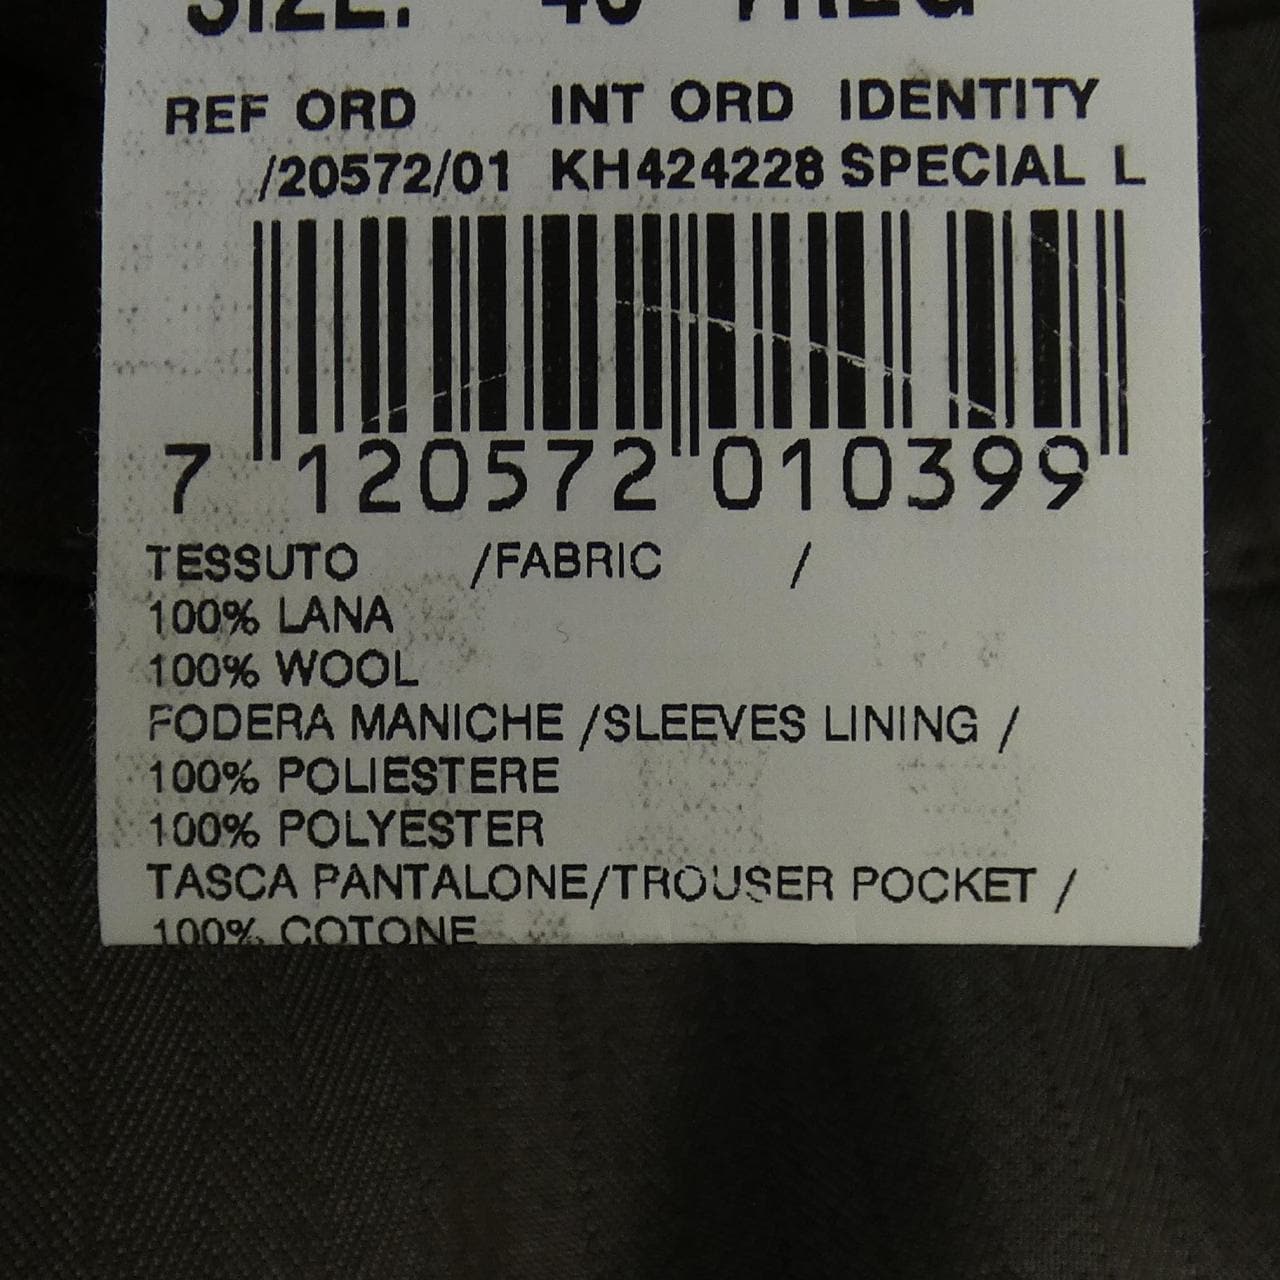 SIZE:
REF ORD INT ORD IDENTITY
/20572/01 KH424228 SPECIAL L
7 120572 010399
TESSUTO /FABRIC /
100% LANA
100% WOOL
FODERA MANICHE /SLEEVES LINING /
100% POLIESTERE
100% POLYESTER
TASCA PANTALONE/TROUSER POCKET /
100% COTONE